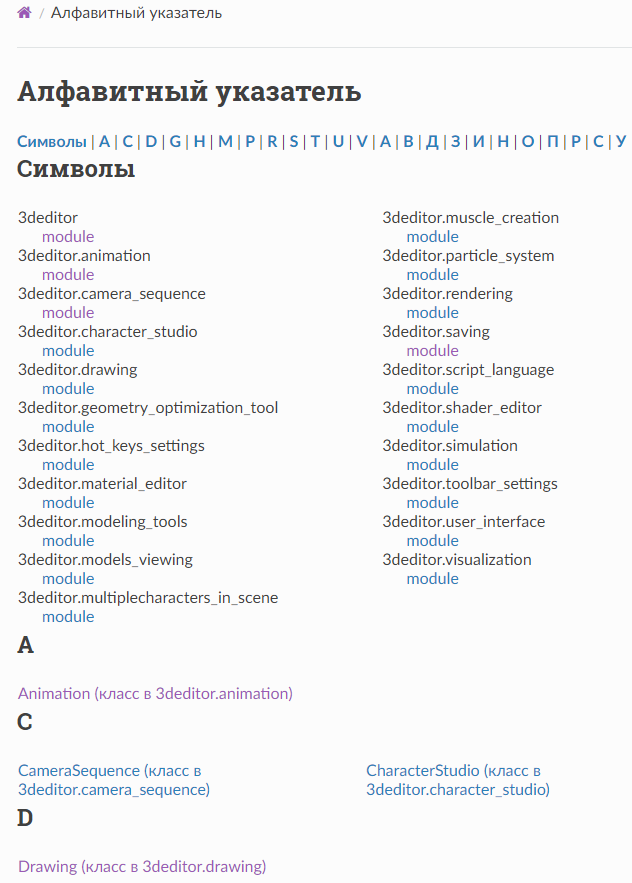 / Алфавитный указатель
Алфавитный указатель
Символы | A | C | D | G | H | M | P | R | S | T | U | V | А | В | Д | З | И | Н | О | П | Р | С | У
Символы
3deditor
module
3deditor.animation
module
3deditor.camera_sequence
module
3deditor.character_studio
module
3deditor.drawing
module
3deditor.geometry_optimization_tool
module
3deditor.hot_keys_settings
module
3deditor.material_editor
module
3deditor.modeling_tools
module
3deditor.models_viewing
module
3deditor.multiplecharacters_in_scene
module
3deditor.muscle_creation
module
3deditor.particle_system
module
3deditor.rendering
module
3deditor.saving
module
3deditor.script_language
module
3deditor.shader_editor
module
3deditor.simulation
module
3deditor.toolbar_settings
module
3deditor.user_interface
module
3deditor.visualization
module
A
Animation (класс в 3deditor.animation)
C
CameraSequence (класс в
3deditor.camera_sequence)
CharacterStudio (класс в
3deditor.character_studio)
D
Drawing (класс в 3deditor.drawing)